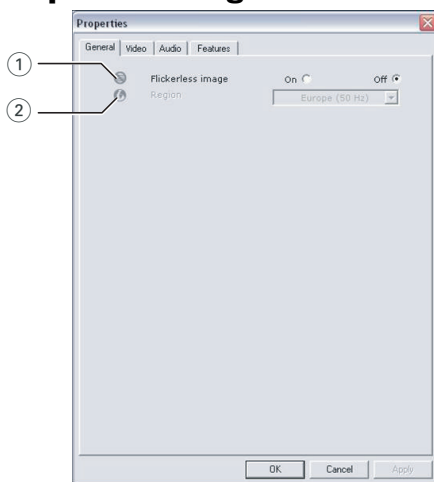 Properties
General Video Audio Features
1 Flickerless image On Off
2 Region Europe (50 Hz)
OK Cancel Apply